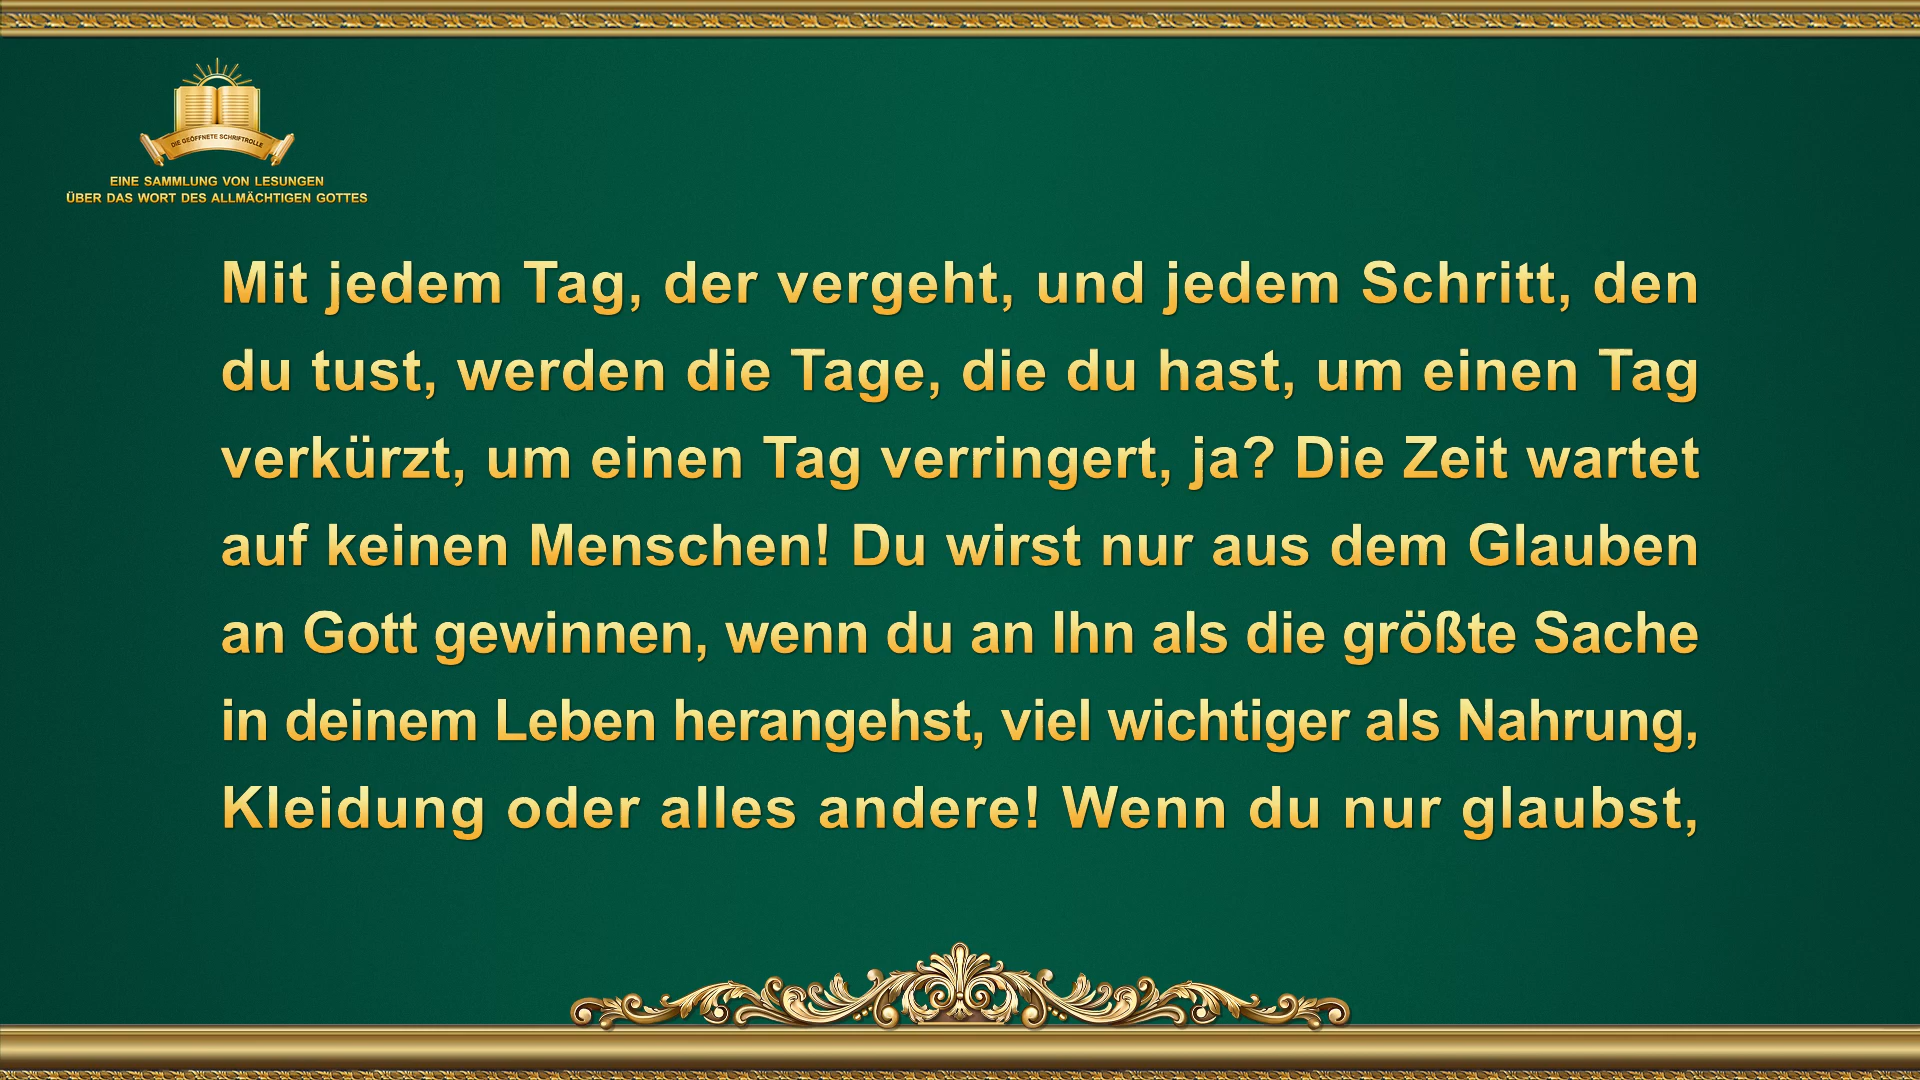 DIE GEÖFFNETE SCHRIFTROLLE
EINE SAMMLUNG VON LESUNGEN
ÜBER DAS WORT DES ALLMÄCHTIGEN GOTTES
Mit jedem Tag, der vergeht, und jedem Schritt, den
du tust, werden die Tage, die du hast, um einen Tag
verkürzt, um einen Tag verringert, ja? Die Zeit wartet
auf keinen Menschen! Du wirst nur aus dem Glauben
an Gott gewinnen, wenn du an Ihn als die größte Sache
in deinem Leben herangehst, viel wichtiger als Nahrung,
Kleidung oder alles andere! Wenn du nur glaubst,